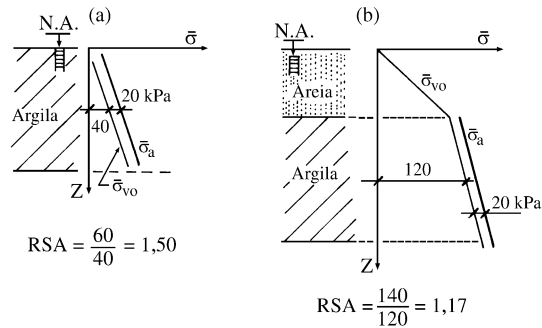 (a)
N.A.
σ̄
Argila
20 kPa
40
σ̄a
σ̄vo
Z
RSA = 60/40 = 1,50
(b)
N.A.
σ̄
Areia
σ̄vo
σ̄a
Argila
120
20 kPa
Z
RSA = 140/120 = 1,17